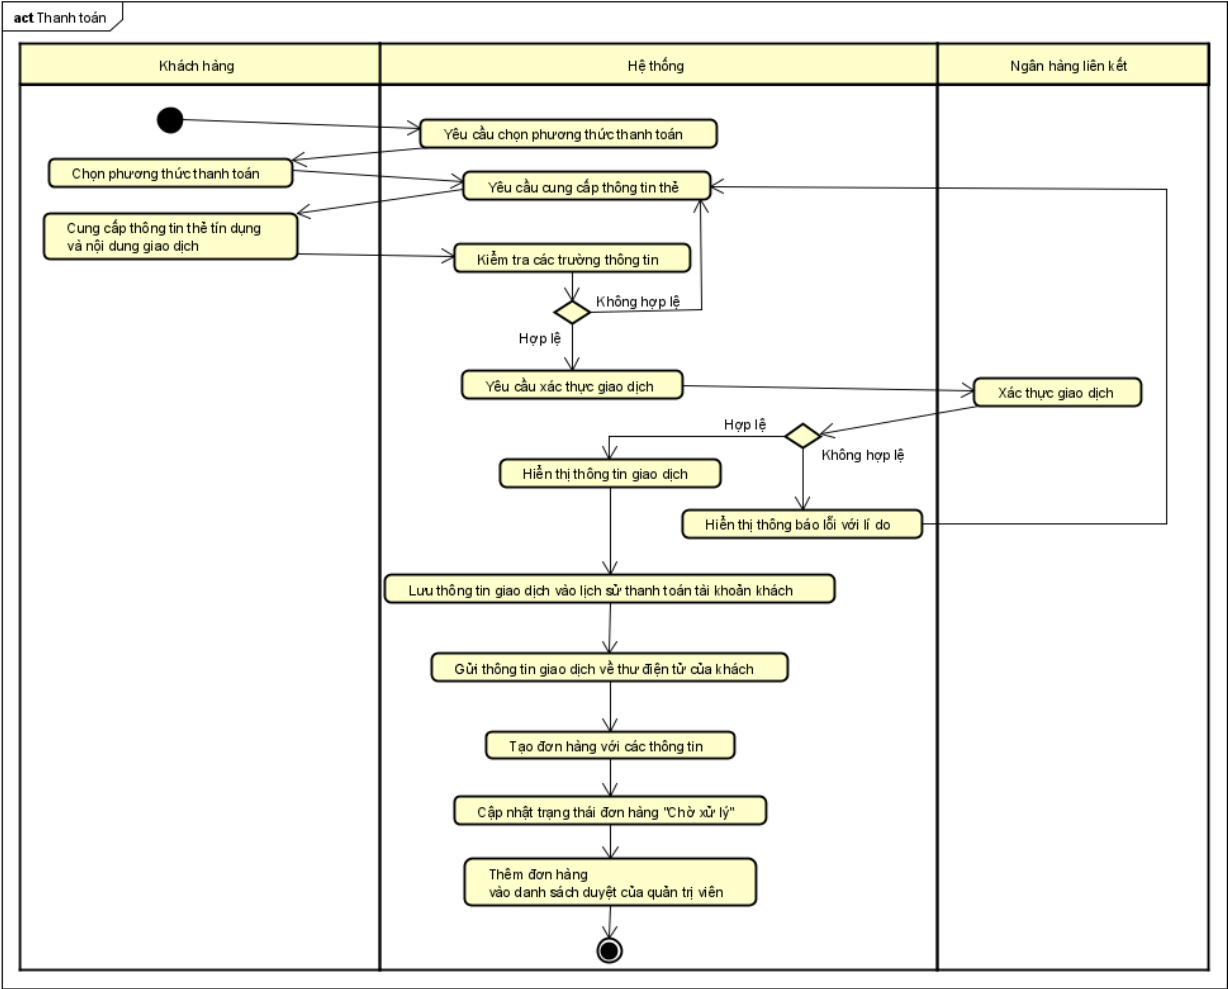 act Thanh toán
Khách hàng
Hệ thống
Ngân hàng liên kết
Yêu cầu chọn phương thức thanh toán
Chọn phương thức thanh toán
Yêu cầu cung cấp thông tin thẻ
Cung cấp thông tin thẻ tín dụng
và nội dung giao dịch
Kiểm tra các trường thông tin
Không hợp lệ
Hợp lệ
Yêu cầu xác thực giao dịch
Xác thực giao dịch
Hợp lệ
Không hợp lệ
Hiển thị thông tin giao dịch
Hiển thị thông báo lỗi với lí do
Lưu thông tin giao dịch vào lịch sử thanh toán tài khoản khách
Gửi thông tin giao dịch về thư điện tử của khách
Tạo đơn hàng với các thông tin
Cập nhật trạng thái đơn hàng "Chờ xử lý"
Thêm đơn hàng
vào danh sách duyệt của quản trị viên